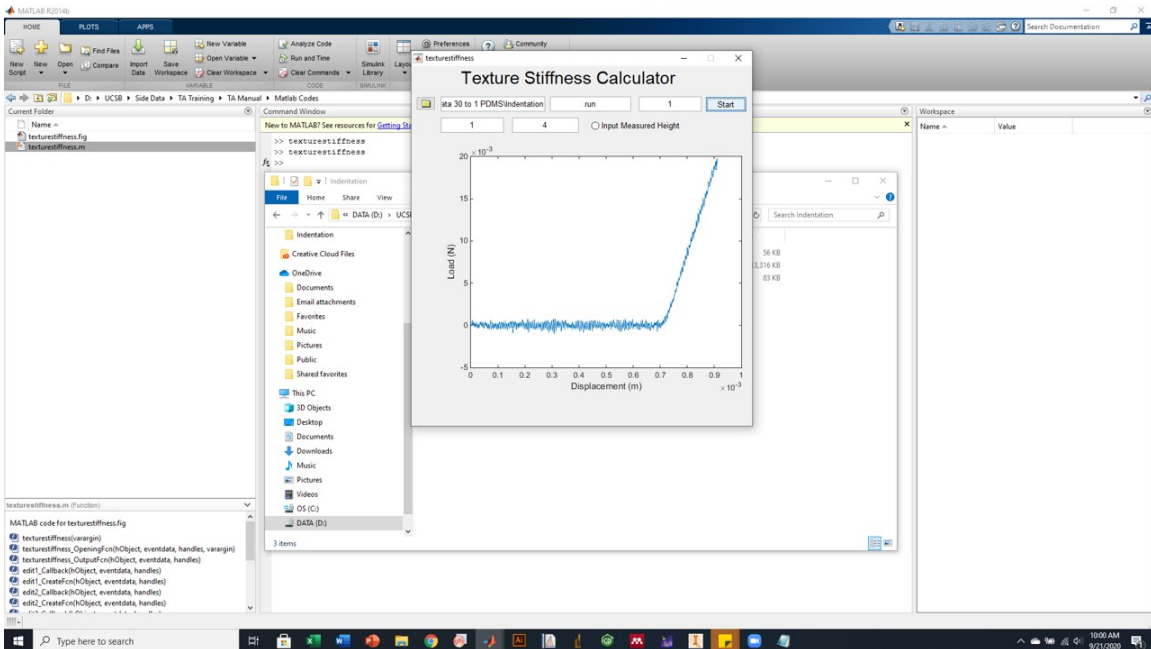 MATLAB R2014b
HOME PLOTS APPS
Search Documentation
New Script
New
Open
Find Files
Compare
Import Data
Save Workspace
New Variable
Open Variable
Clear Workspace
Analyze Code
Run and Time
Clear Commands
Simulink Library
Preferences
Community
FILE VARIABLE CODE SIMULINK
D: UCSB Side Data TA Training TA Manual Matlab Codes
Current Folder
Name
texturestiffness.fig
texturestiffness.m
Command Window
New to MATLAB? See resources for Getting Sta
>> texturestiffness
>> texturestiffness
fx >>
Workspace
Name Value
texturestiffness
Texture Stiffness Calculator
ata 30 to 1 PDMS\Indentation run 1 Start
1 4 Input Measured Height
20 ×10-3
15
10
5
0
-5
Load (N)
0 0.1 0.2 0.3 0.4 0.5 0.6 0.7 0.8 0.9 1
Displacement (m)
×10-3
Indentation
File Home Share View
« DATA (D:) › UCS
Search Indentation
Indentation
Creative Cloud Files
OneDrive
Documents
Email attachments
Favorites
Music
Pictures
Public
Shared favorites
This PC
3D Objects
Desktop
Documents
Downloads
Music
Pictures
Videos
OS (C:)
DATA (D:)
56 KB
83 KB
3 items
texturestiffness.m (Function)
MATLAB code for texturestiffness.fig
texturestiffness(varargin)
texturestiffness_OpeningFcn(hObject, eventdata, handles, varargin)
texturestiffness_OutputFcn(hObject, eventdata, handles)
edit1_Callback(hObject, eventdata, handles)
edit1_CreateFcn(hObject, eventdata, handles)
edit2_Callback(hObject, eventdata, handles)
edit2_CreateFcn(hObject, eventdata, handles)
Type here to search
10:00 AM
9/21/2020